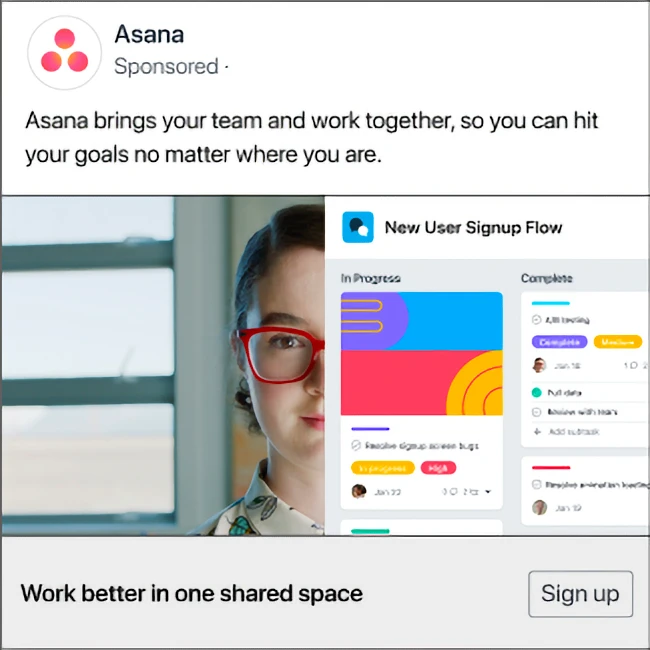 Asana
Sponsored ·
Asana brings your team and work together, so you can hit
your goals no matter where you are.
New User Signup Flow
In Progress
Complete
A/B testing
Complete
Medium
Jan 18
1
2
Full data
Review with team
Add subtask
Resolve signup screen bugs
In progress
High
Jan 22
Resolve animation loading
Jan 19
Work better in one shared space
Sign up